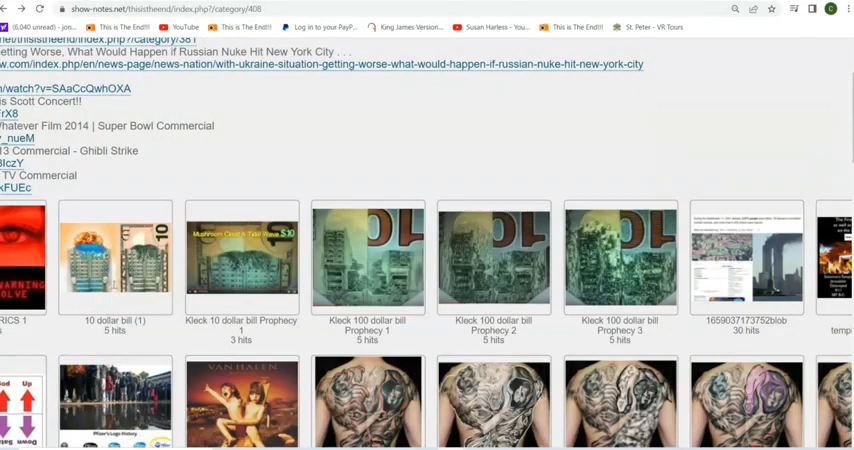 show-notes.net/thisistheend/index.php?/category/408
(6,040 unread) - jon...
This is The End!!!
YouTube
This is The End!!!
Log in to your PayP...
King James Version...
Susan Harless - You...
This is The End!!!
St. Peter - VR Tours
net/thisistheend/index.php?/category/381
etting Worse, What Would Happen if Russian Nuke Hit New York City . . .
w.com/index.php/en/news-page/news-nation/with-ukraine-situation-getting-worse-what-would-happen-if-russian-nuke-hit-new-york-city
/watch?v=SAaCcQwhOXA
is Scott Concert!!
rX8
hatever Film 2014 | Super Bowl Commercial
_nueM
13 Commercial - Ghibli Strike
BIczY
TV Commercial
kFUEc
WARNING
OLVE
10
Mushroom Cloud & Tidal Wave $10
RICS 1
10 dollar bill (1)
5 hits
Kleck 10 dollar bill Prophecy
1
3 hits
Kleck 100 dollar bill
Prophecy 1
5 hits
Kleck 100 dollar bill
Prophecy 2
5 hits
Kleck 100 dollar bill
Prophecy 3
5 hits
1659037173752blob
30 hits
templ
Up
Down
Pfizer's Logo History
VAN HALEN